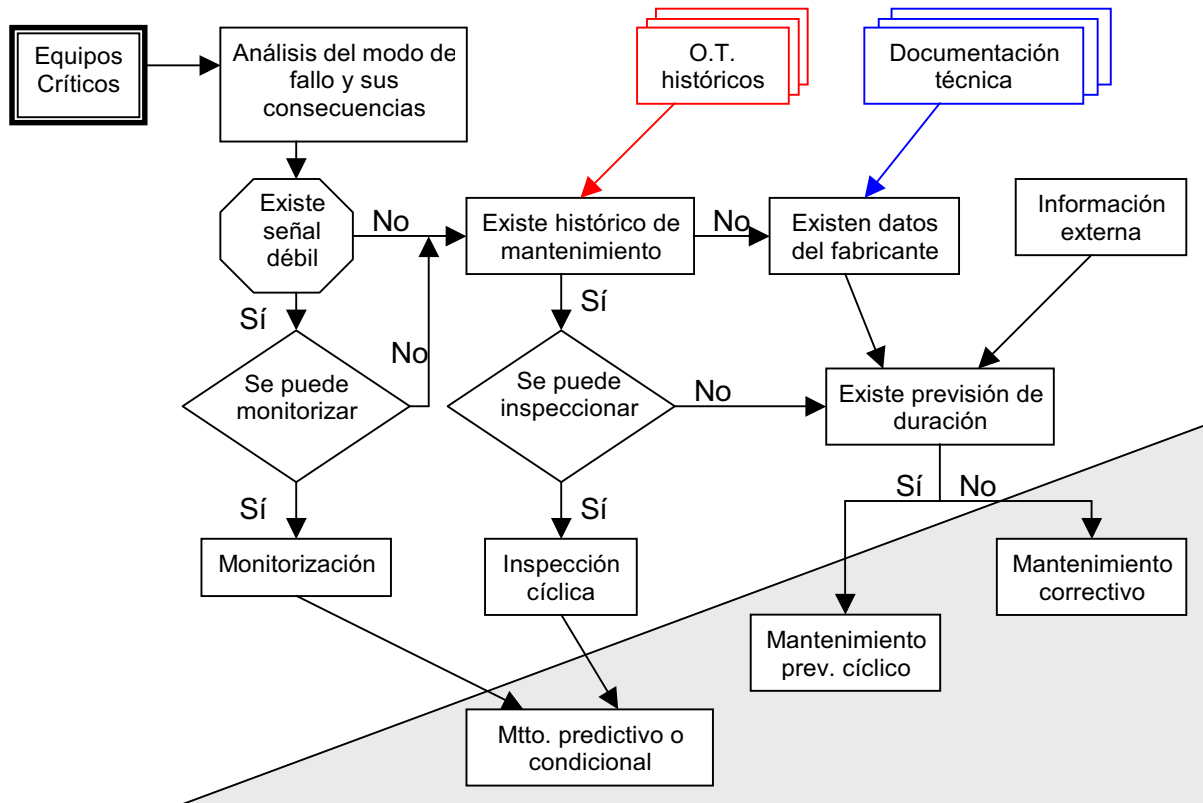 Equipos
Críticos
Análisis del modo de
fallo y sus
consecuencias
O.T.
históricos
Documentación
técnica
Existe
señal
débil
No
Existe histórico de
mantenimiento
No
Existen datos
del fabricante
Información
externa
Sí
Sí
No
Se puede
monitorizar
Se puede
inspeccionar
No
Existe previsión de
duración
Sí
Sí
Sí
No
Monitorización
Inspección
cíclica
Mantenimiento
correctivo
Mantenimiento
prev. cíclico
Mtto. predictivo o
condicional